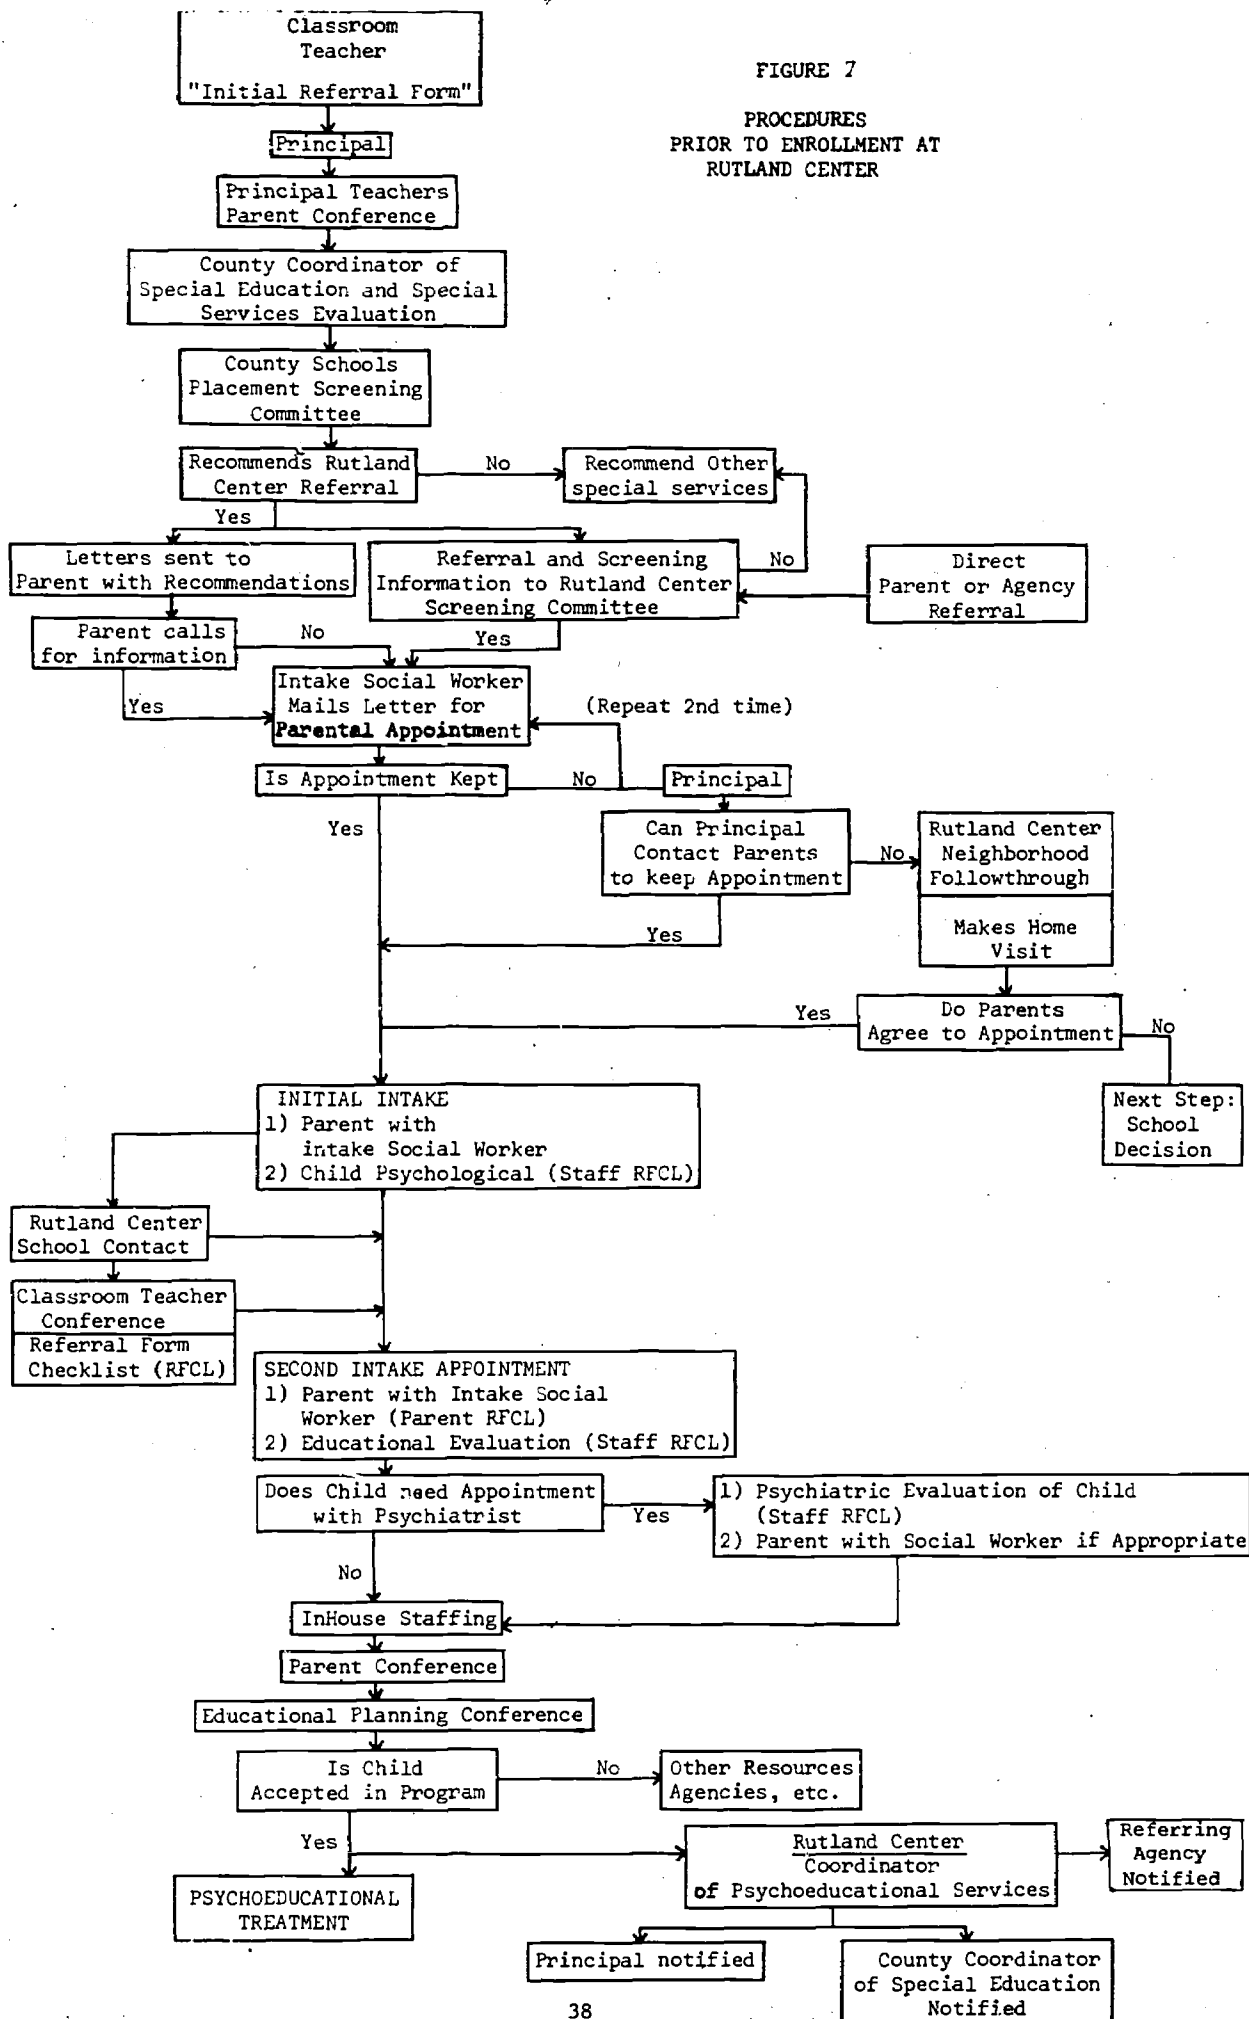 Classroom
Teacher
"Initial Referral Form"
FIGURE 7
PROCEDURES
PRIOR TO ENROLLMENT AT
RUTLAND CENTER
Principal
Principal Teachers
Parent Conference
County Coordinator of
Special Education and Special
Services Evaluation
County Schools
Placement Screening
Committee
Recommends Rutland
Center Referral
No
Recommend Other
special services
Yes
Letters sent to
Parent with Recommendations
Referral and Screening
Information to Rutland Center
Screening Committee
No
Direct
Parent or Agency
Referral
Parent calls
for information
No
Yes
Yes
Intake Social Worker
Mails Letter for
Parental Appointment
(Repeat 2nd time)
Is Appointment Kept
No
Principal
Yes
Can Principal
Contact Parents
to keep Appointment
No
Rutland Center
Neighborhood
Followthrough
Makes Home
Visit
Yes
Yes
Do Parents
Agree to Appointment
No
Next Step:
School
Decision
INITIAL INTAKE
1) Parent with
intake Social Worker
2) Child Psychological (Staff RFCL)
Rutland Center
School Contact
Classroom Teacher
Conference
Referral Form
Checklist (RFCL)
SECOND INTAKE APPOINTMENT
1) Parent with Intake Social
Worker (Parent RFCL)
2) Educational Evaluation (Staff RFCL)
Does Child need Appointment
with Psychiatrist
Yes
1) Psychiatric Evaluation of Child
(Staff RFCL)
2) Parent with Social Worker if Appropriate
No
InHouse Staffing
Parent Conference
Educational Planning Conference
Is Child
Accepted in Program
No
Other Resources
Agencies, etc.
Yes
Rutland Center
Coordinator
of Psychoeducational Services
Referring
Agency
Notified
PSYCHOEDUCATIONAL
TREATMENT
Principal notified
County Coordinator
of Special Education
Notified
38